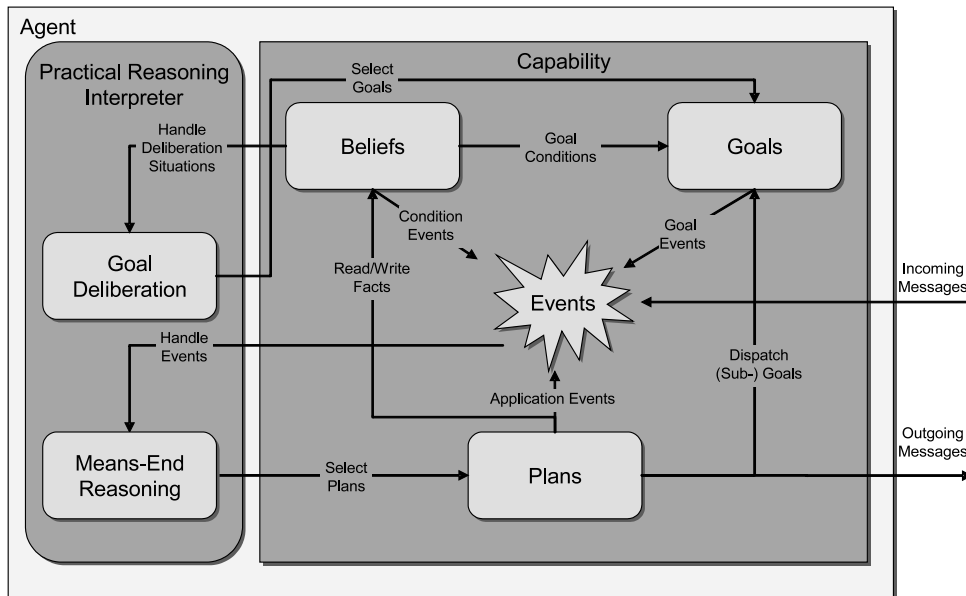 Agent
Practical Reasoning
Interpreter
Capability
Select
Goals
Handle
Deliberation
Situations
Beliefs
Goal
Conditions
Goals
Condition
Events
Goal
Events
Goal
Deliberation
Read/Write
Facts
Events
Incoming
Messages
Handle
Events
Dispatch
(Sub-) Goals
Application Events
Means-End
Reasoning
Select
Plans
Plans
Outgoing
Messages